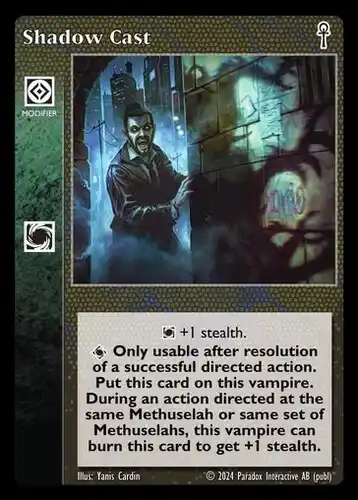 Shadow Cast
MODIFIER
+1 stealth.
Only usable after resolution
of a successful directed action.
Put this card on this vampire.
During an action directed at the
same Methuselah or same set of
Methuselahs, this vampire can
burn this card to get +1 stealth.
Illus: Yanis Cardin © 2024 Paradox Interactive AB (publ)